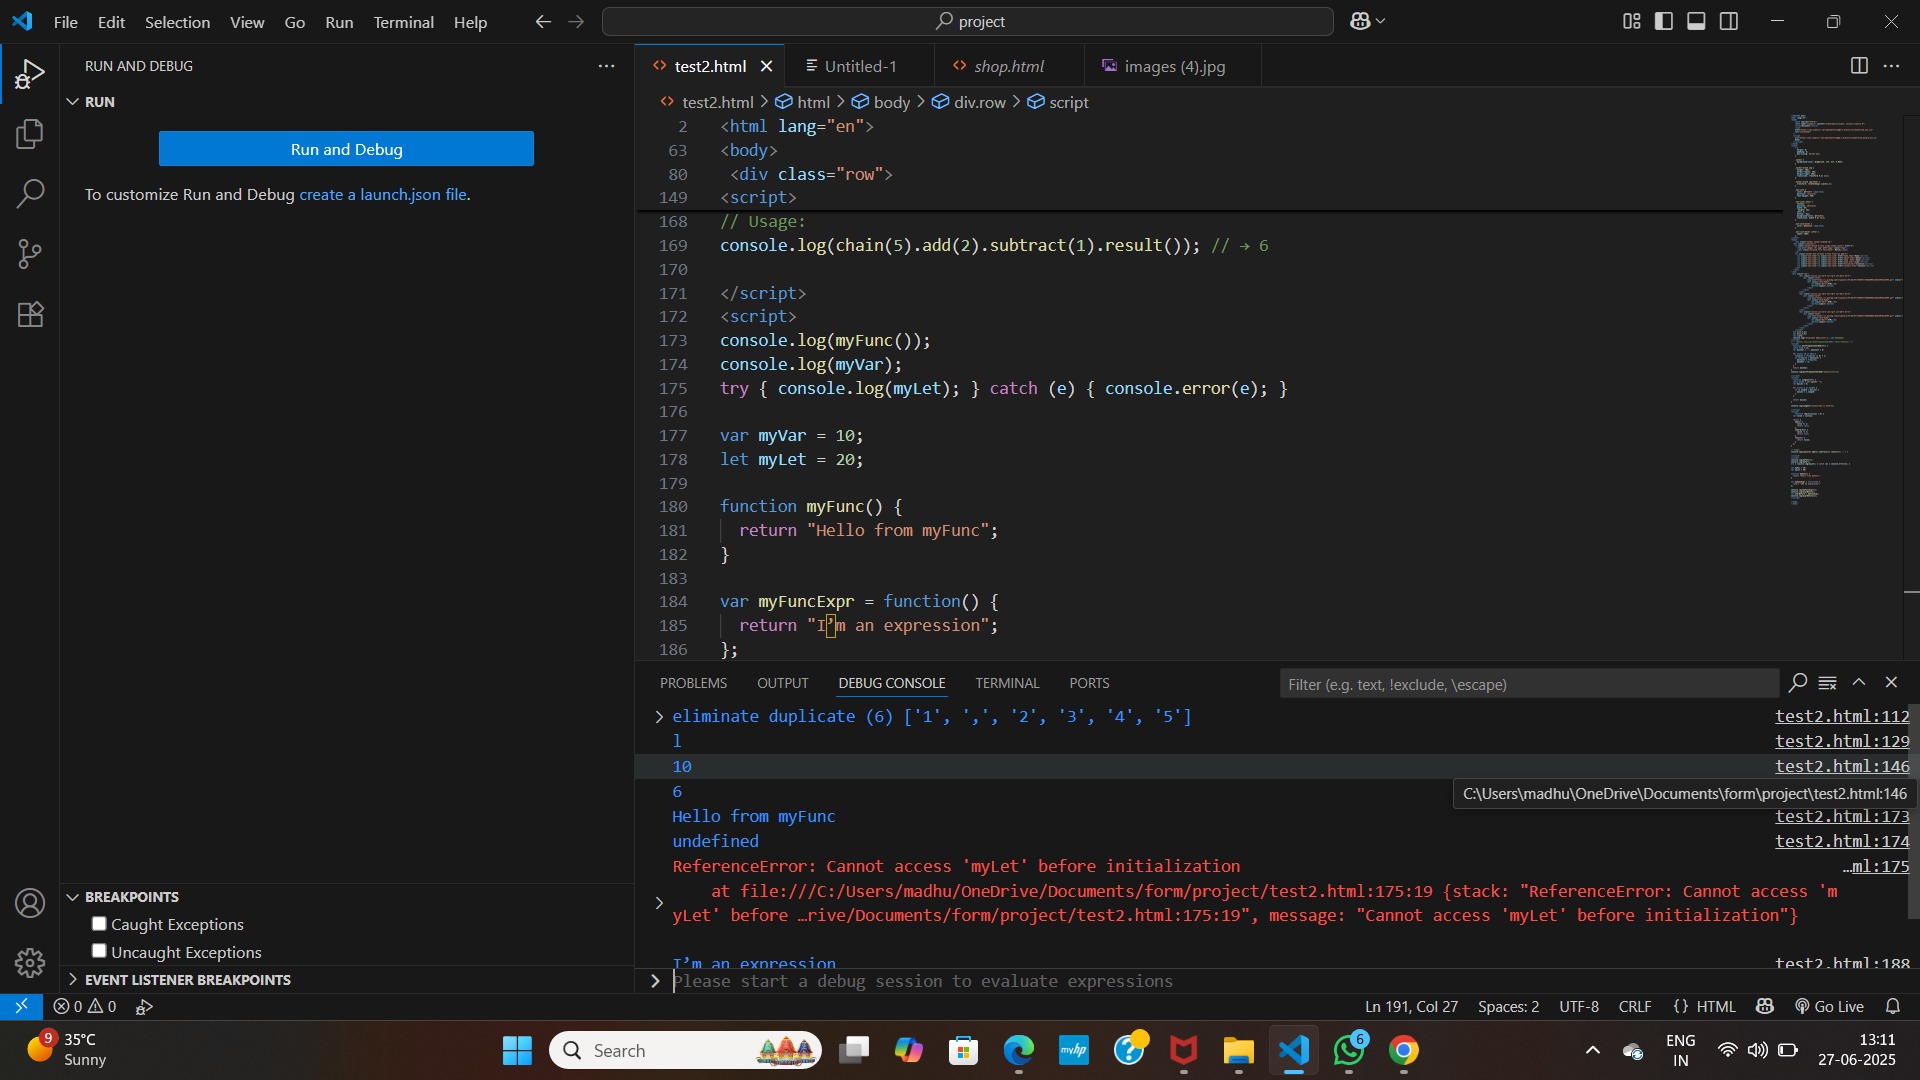 File Edit Selection View Go Run Terminal Help
project
RUN AND DEBUG
RUN
Run and Debug
To customize Run and Debug create a launch.json file.
BREAKPOINTS
Caught Exceptions
Uncaught Exceptions
EVENT LISTENER BREAKPOINTS
test2.html Untitled-1 shop.html images (4).jpg
test2.html > html > body > div.row > script
2 <html lang="en">
63 <body>
80 <div class="row">
149 <script>
168 // Usage:
169 console.log(chain(5).add(2).subtract(1).result()); // → 6
170
171 </script>
172 <script>
173 console.log(myFunc());
174 console.log(myVar);
175 try { console.log(myLet); } catch (e) { console.error(e); }
176
177 var myVar = 10;
178 let myLet = 20;
179
180 function myFunc() {
181 return "Hello from myFunc";
182 }
183
184 var myFuncExpr = function() {
185 return "I’m an expression";
186 };
PROBLEMS OUTPUT DEBUG CONSOLE TERMINAL PORTS
Filter (e.g. text, !exclude, \escape)
eliminate duplicate (6) ['1', ',', '2', '3', '4', '5'] test2.html:112
l test2.html:129
10 test2.html:146
6
C:\Users\madhu\OneDrive\Documents\form\project\test2.html:146
Hello from myFunc test2.html:173
undefined test2.html:174
ReferenceError: Cannot access 'myLet' before initialization …ml:175
at file:///C:/Users/madhu/OneDrive/Documents/form/project/test2.html:175:19 {stack: "ReferenceError: Cannot access 'm
yLet' before …rive/Documents/form/project/test2.html:175:19", message: "Cannot access 'myLet' before initialization"}
I’m an expression test2.html:188
Please start a debug session to evaluate expressions
0 0
Ln 191, Col 27 Spaces: 2 UTF-8 CRLF {} HTML Go Live
9
35°C
Sunny
Search
myhp
6
ENG
IN
13:11
27-06-2025